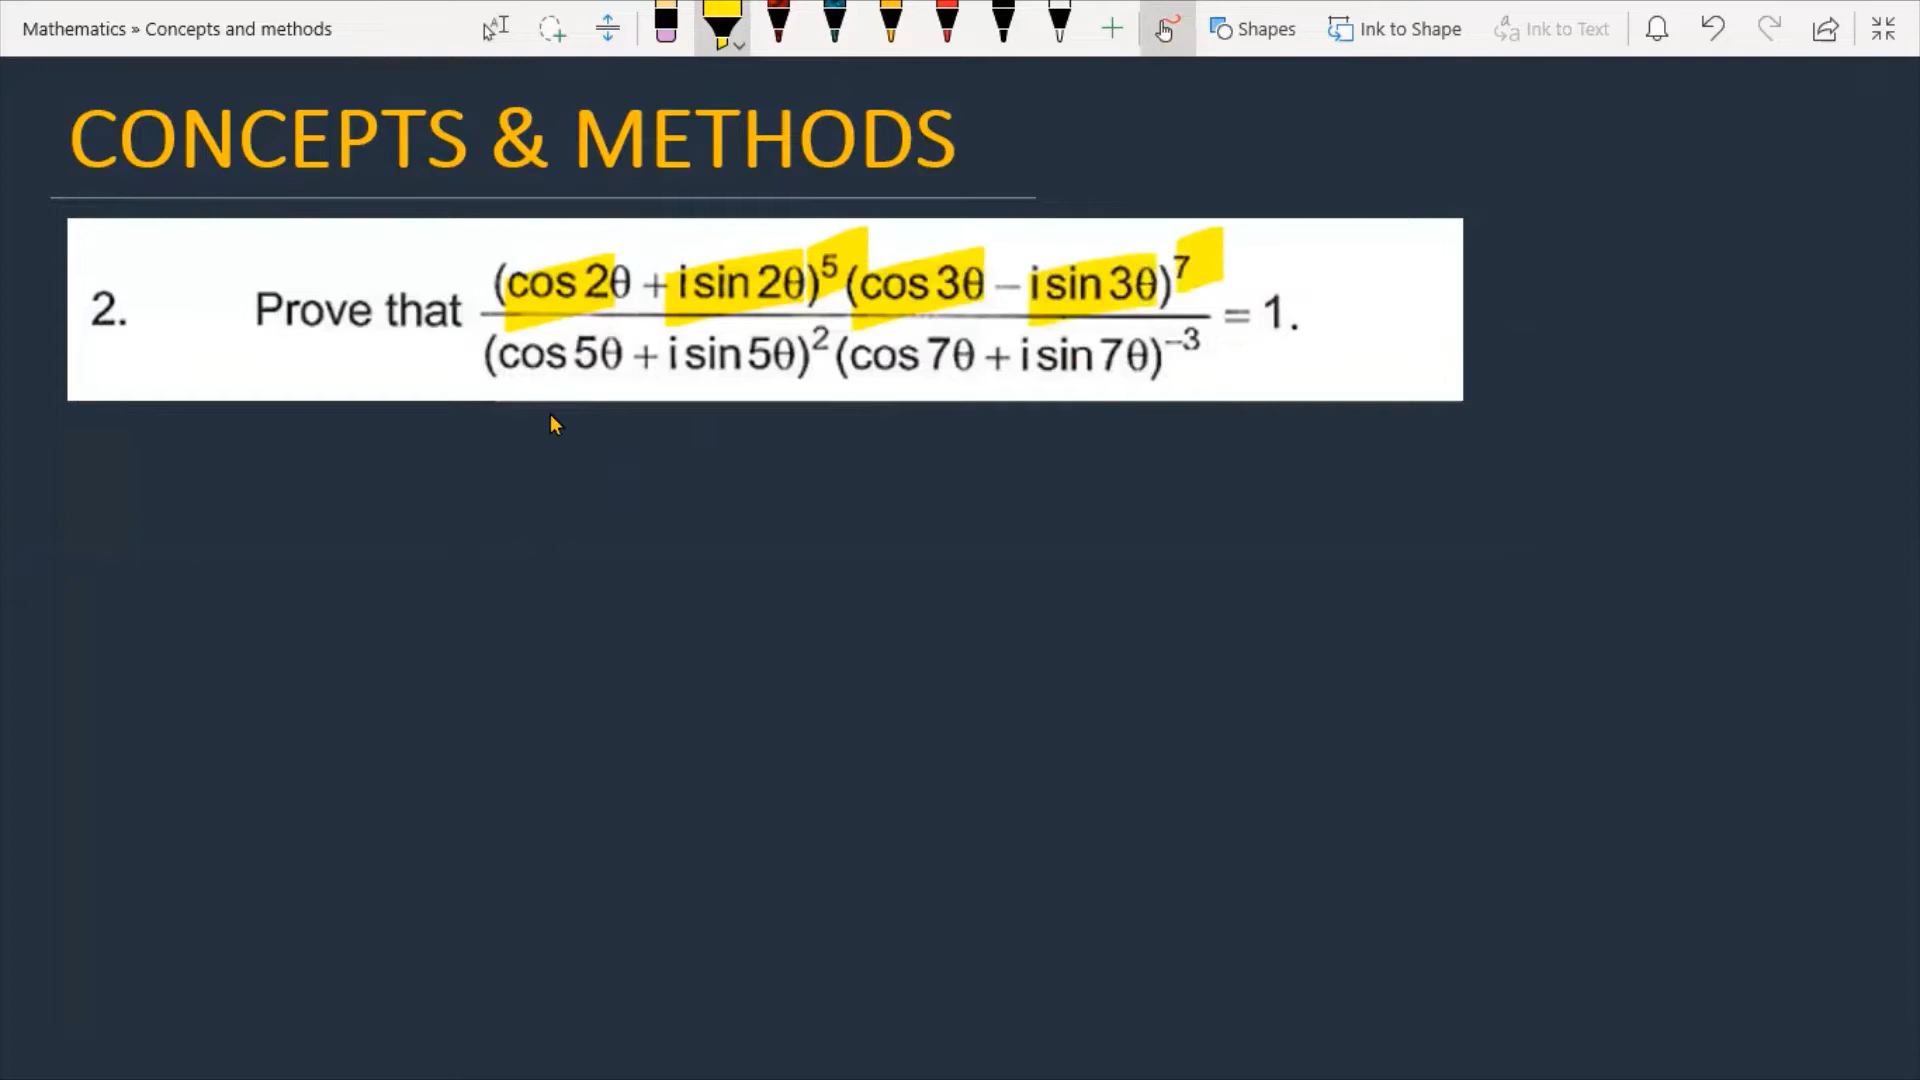 Mathematics » Concepts and methods
Shapes
Ink to Shape
Ink to Text
CONCEPTS & METHODS
2. Prove that (cos 2θ + i sin 2θ)⁵ (cos 3θ − i sin 3θ)⁷ / (cos 5θ + i sin 5θ)² (cos 7θ + i sin 7θ)⁻³ = 1.